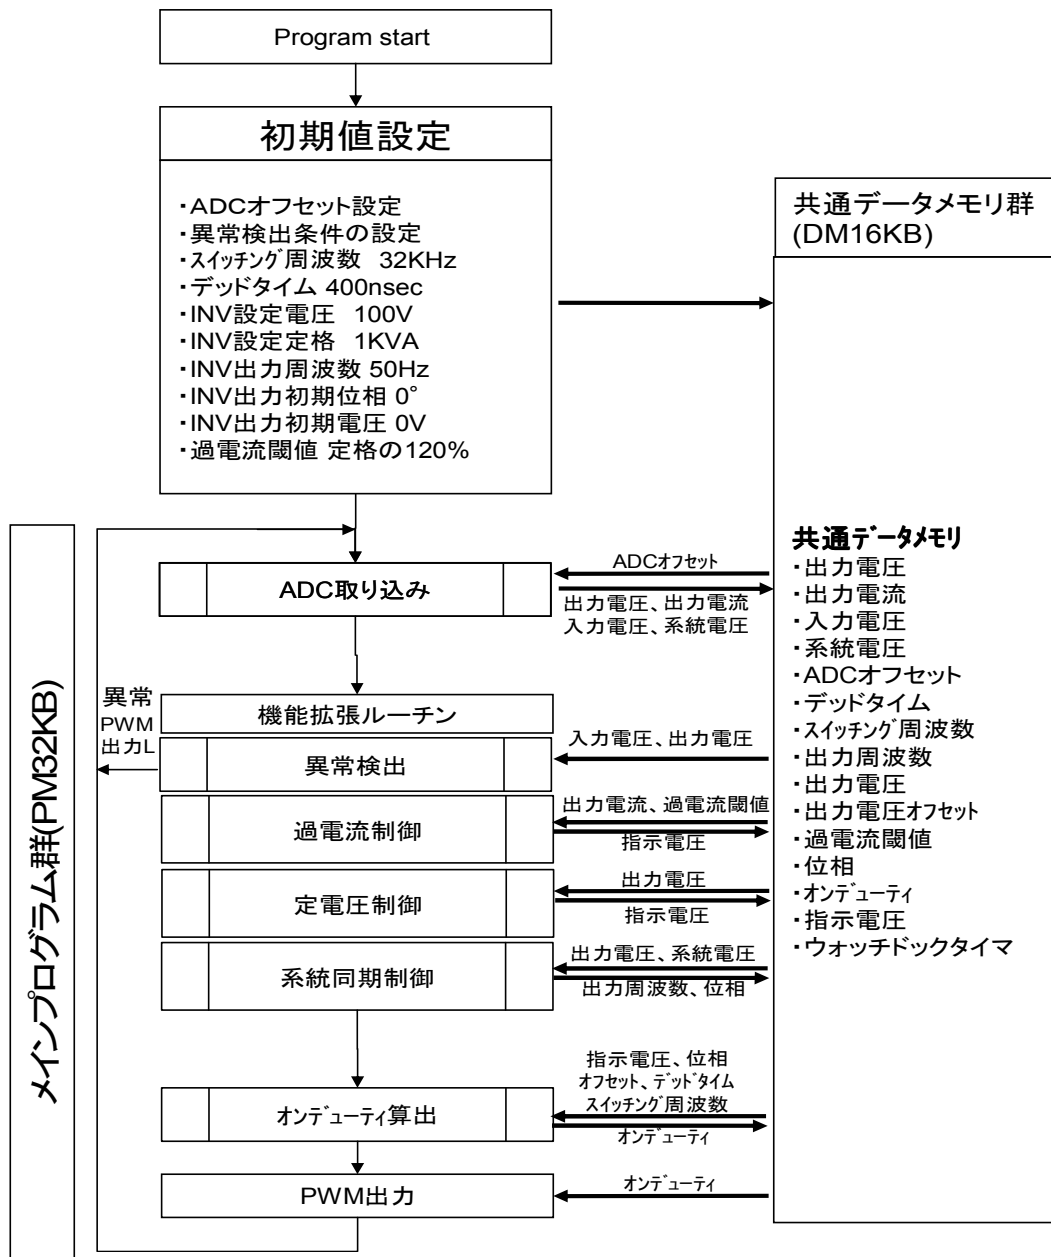 Program start
初期値設定
・ADCオフセット設定
・異常検出条件の設定
・スイッチング周波数 32KHz
・デッドタイム 400nsec
・INV設定電圧 100V
・INV設定定格 1KVA
・INV出力周波数 50Hz
・INV出力初期位相 0°
・INV出力初期電圧 0V
・過電流閾値 定格の120%
共通データメモリ群
(DM16KB)
メインプログラム群(PM32KB)
ADC取り込み
ADCオフセット
出力電圧、出力電流
入力電圧、系統電圧
機能拡張ルーチン
異常
PWM
出力L
異常検出
入力電圧、出力電圧
過電流制御
出力電流、過電流閾値
指示電圧
定電圧制御
出力電圧
指示電圧
系統同期制御
出力電圧、系統電圧
出力周波数、位相
指示電圧、位相
オフセット、デッドタイム
スイッチング周波数
オンデューティ算出
オンデューティ
PWM出力
オンデューティ
共通データメモリ
・出力電圧
・出力電流
・入力電圧
・系統電圧
・ADCオフセット
・デッドタイム
・スイッチング周波数
・出力周波数
・出力電圧
・出力電圧オフセット
・過電流閾値
・位相
・オンデューティ
・指示電圧
・ウォッチドックタイマ